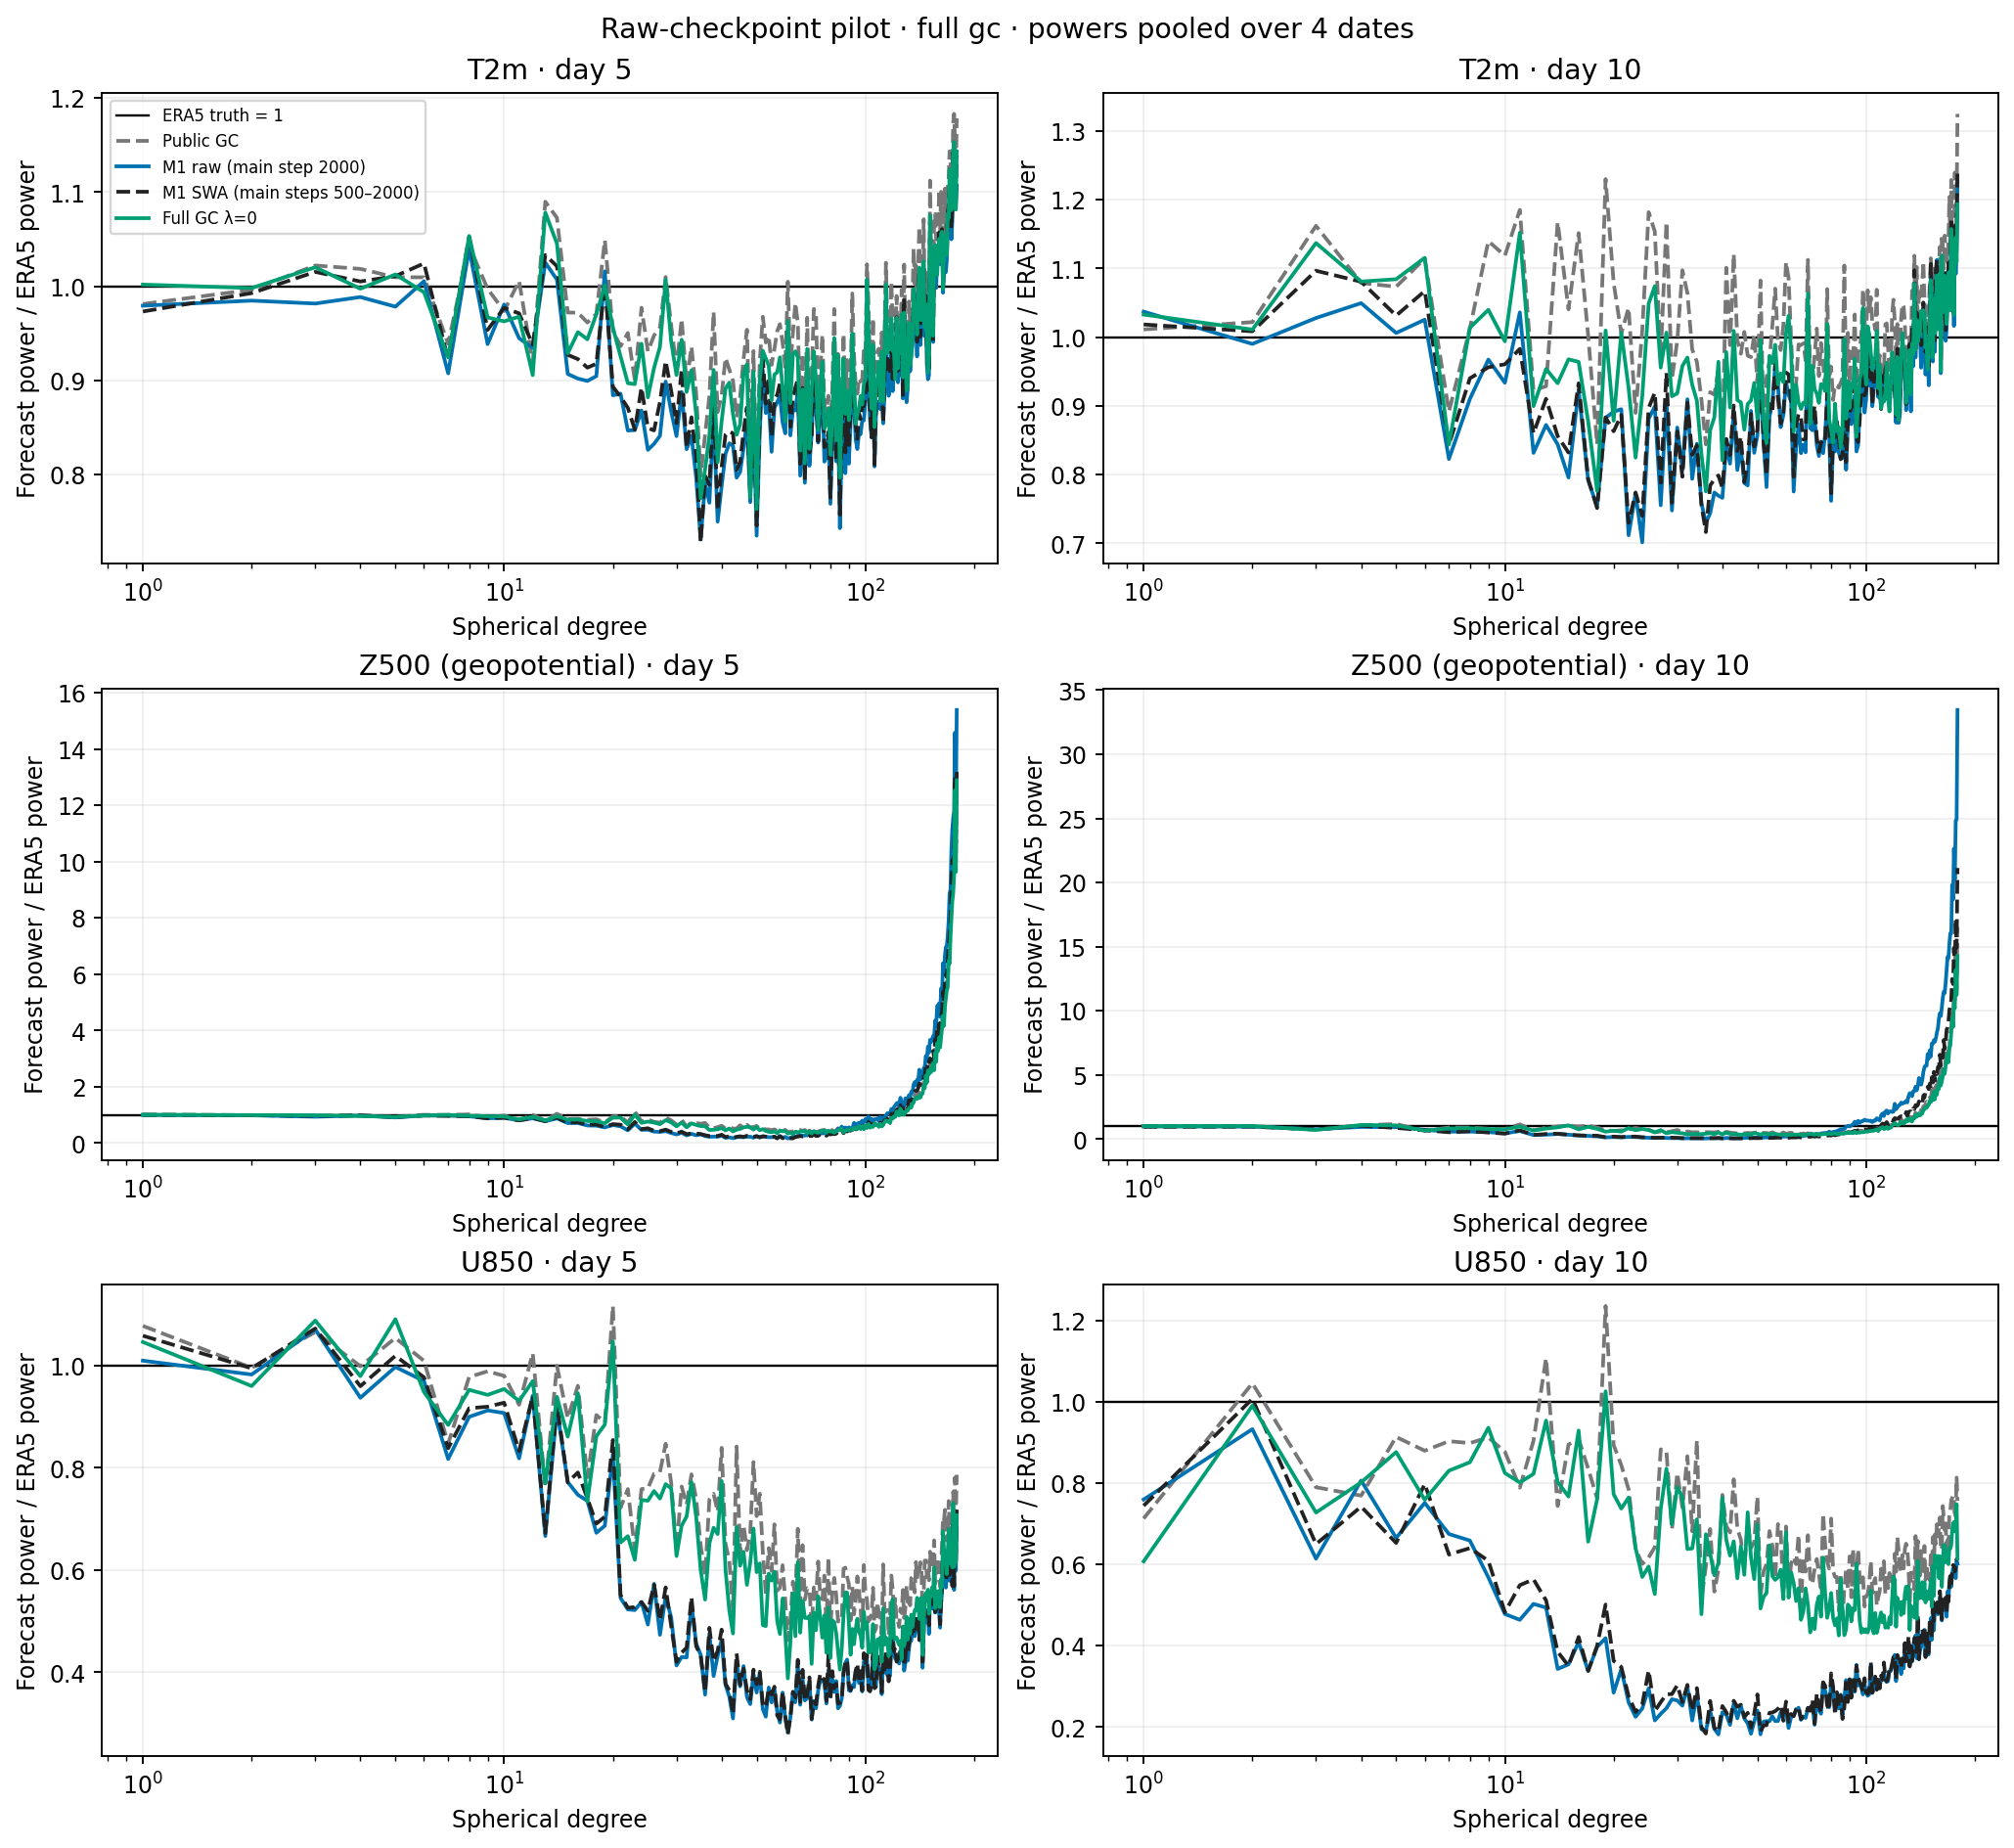 Raw-checkpoint pilot · full gc · powers pooled over 4 dates
T2m · day 5
Forecast power / ERA5 power
1.2
1.1
1.0
0.9
0.8
ERA5 truth = 1
Public GC
M1 raw (main step 2000)
M1 SWA (main steps 500–2000)
Full GC λ=0
10⁰
10¹
10²
Spherical degree
T2m · day 10
Forecast power / ERA5 power
1.3
1.2
1.1
1.0
0.9
0.8
0.7
10⁰
10¹
10²
Spherical degree
Z500 (geopotential) · day 5
Forecast power / ERA5 power
16
14
12
10
8
6
4
2
0
10⁰
10¹
10²
Spherical degree
Z500 (geopotential) · day 10
Forecast power / ERA5 power
35
30
25
20
15
10
5
0
10⁰
10¹
10²
Spherical degree
U850 · day 5
Forecast power / ERA5 power
1.0
0.8
0.6
0.4
10⁰
10¹
10²
Spherical degree
U850 · day 10
Forecast power / ERA5 power
1.2
1.0
0.8
0.6
0.4
0.2
10⁰
10¹
10²
Spherical degree